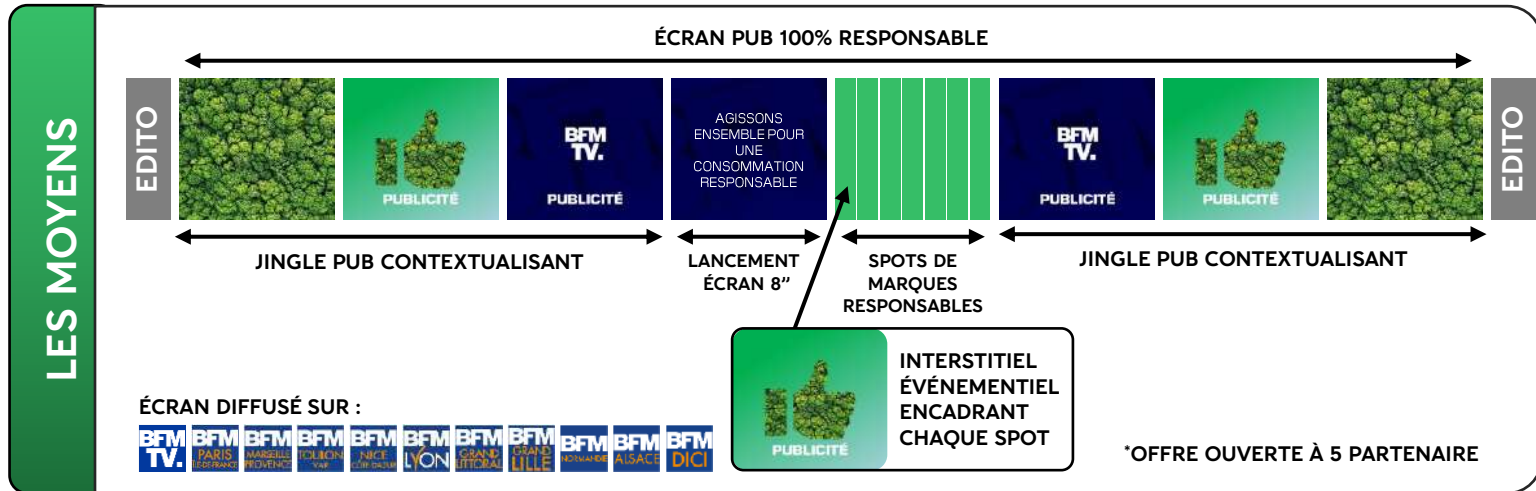 LES MOYENS
ÉCRAN PUB 100% RESPONSABLE
EDITO
PUBLICITÉ
BFM
TV.
PUBLICITÉ
AGISSONS
ENSEMBLE POUR
UNE
CONSOMMATION
RESPONSABLE
BFM
TV.
PUBLICITÉ
PUBLICITÉ
EDITO
JINGLE PUB CONTEXTUALISANT
LANCEMENT
ÉCRAN 8’’
SPOTS DE
MARQUES
RESPONSABLES
JINGLE PUB CONTEXTUALISANT
PUBLICITÉ
INTERSTITIEL
ÉVÉNEMENTIEL
ENCADRANT
CHAQUE SPOT
ÉCRAN DIFFUSÉ SUR :
BFM
TV.
BFM
PARIS
ILE-DE-FRANCE
BFM
MARSEILLE
PROVENCE
BFM
TOULON
VAR
BFM
NICE
CÔTE D'AZUR
BFM
LYON
BFM
GRAND
LITTORAL
BFM
GRAND
LILLE
BFM
NORMANDIE
BFM
ALSACE
BFM
DICI
*OFFRE OUVERTE À 5 PARTENAIRE